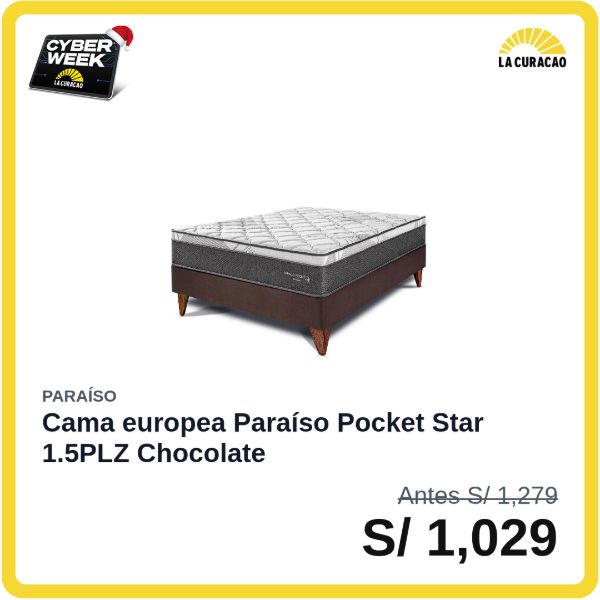 CYBER
WEEK
LA CURACAO
LA CURACAO
PARAÍSO
Cama europea Paraíso Pocket Star
1.5PLZ Chocolate
Antes S/ 1,279
S/ 1,029